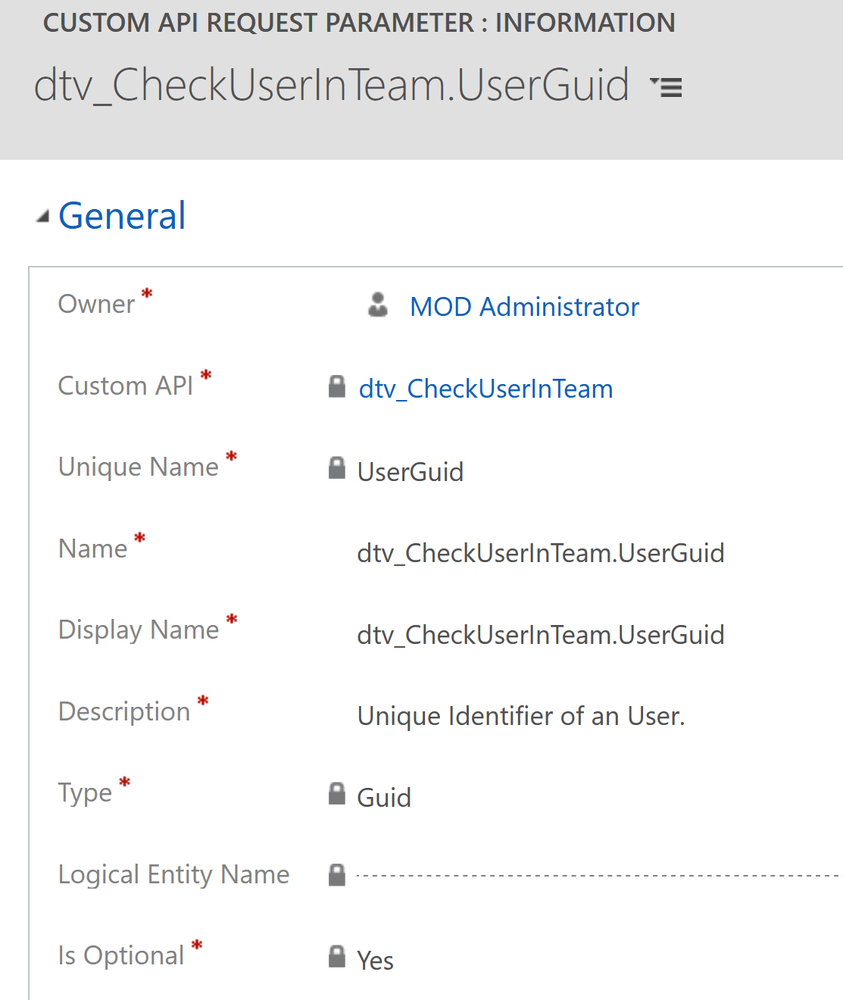 CUSTOM API REQUEST PARAMETER : INFORMATION
dtv_CheckUserInTeam.UserGuid
General
Owner * MOD Administrator
Custom API * dtv_CheckUserInTeam
Unique Name * UserGuid
Name * dtv_CheckUserInTeam.UserGuid
Display Name * dtv_CheckUserInTeam.UserGuid
Description * Unique Identifier of an User.
Type * Guid
Logical Entity Name
Is Optional * Yes